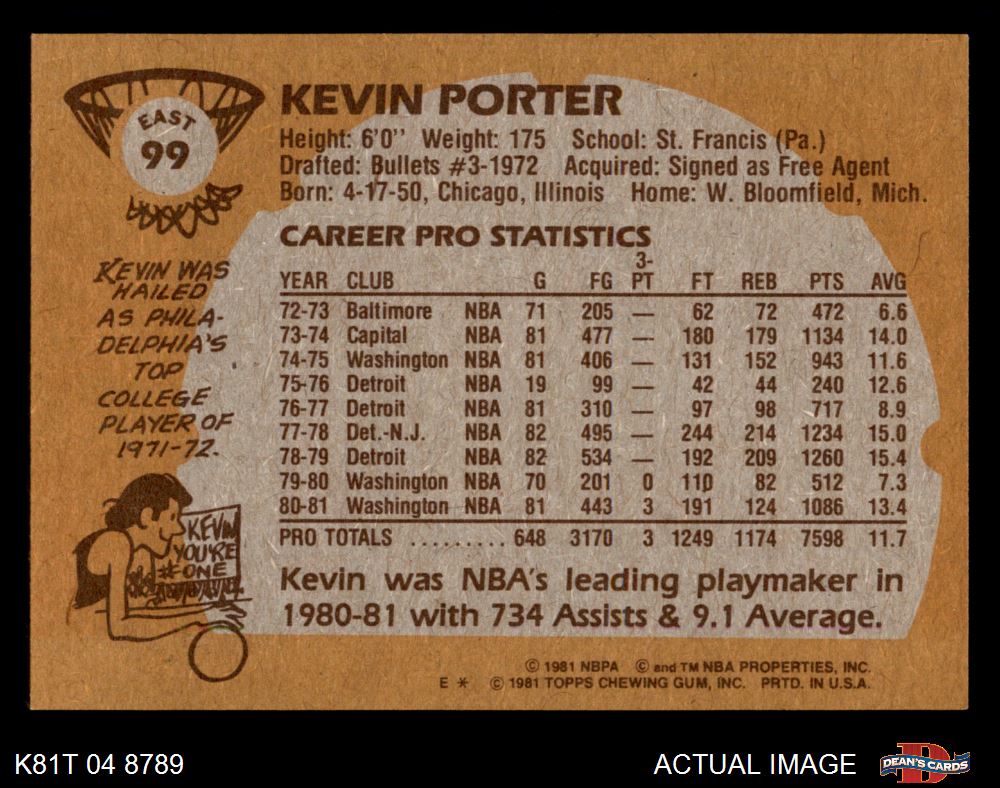 EAST
99
KEVIN PORTER
Height: 6'0'' Weight: 175 School: St. Francis (Pa.)
Drafted: Bullets #3-1972 Acquired: Signed as Free Agent
Born: 4-17-50, Chicago, Illinois Home: W. Bloomfield, Mich.
KEVIN WAS
HAILED
AS PHILA-
DELPHIA'S
TOP
COLLEGE
PLAYER OF
1971-72.
KEVIN
YOU'RE
#ONE
CAREER PRO STATISTICS
YEAR CLUB G FG 3-PT FT REB PTS AVG
72-73 Baltimore NBA 71 205 — 62 72 472 6.6
73-74 Capital NBA 81 477 — 180 179 1134 14.0
74-75 Washington NBA 81 406 — 131 152 943 11.6
75-76 Detroit NBA 19 99 — 42 44 240 12.6
76-77 Detroit NBA 81 310 — 97 98 717 8.9
77-78 Det.-N.J. NBA 82 495 — 244 214 1234 15.0
78-79 Detroit NBA 82 534 — 192 209 1260 15.4
79-80 Washington NBA 70 201 0 110 82 512 7.3
80-81 Washington NBA 81 443 3 191 124 1086 13.4
PRO TOTALS ......... 648 3170 3 1249 1174 7598 11.7
Kevin was NBA's leading playmaker in
1980-81 with 734 Assists & 9.1 Average.
© 1981 NBPA © and TM NBA PROPERTIES, INC.
E * © 1981 TOPPS CHEWING GUM, INC. PRTD. IN U.S.A.
K81T 04 8789
ACTUAL IMAGE
DEAN'S CARDS